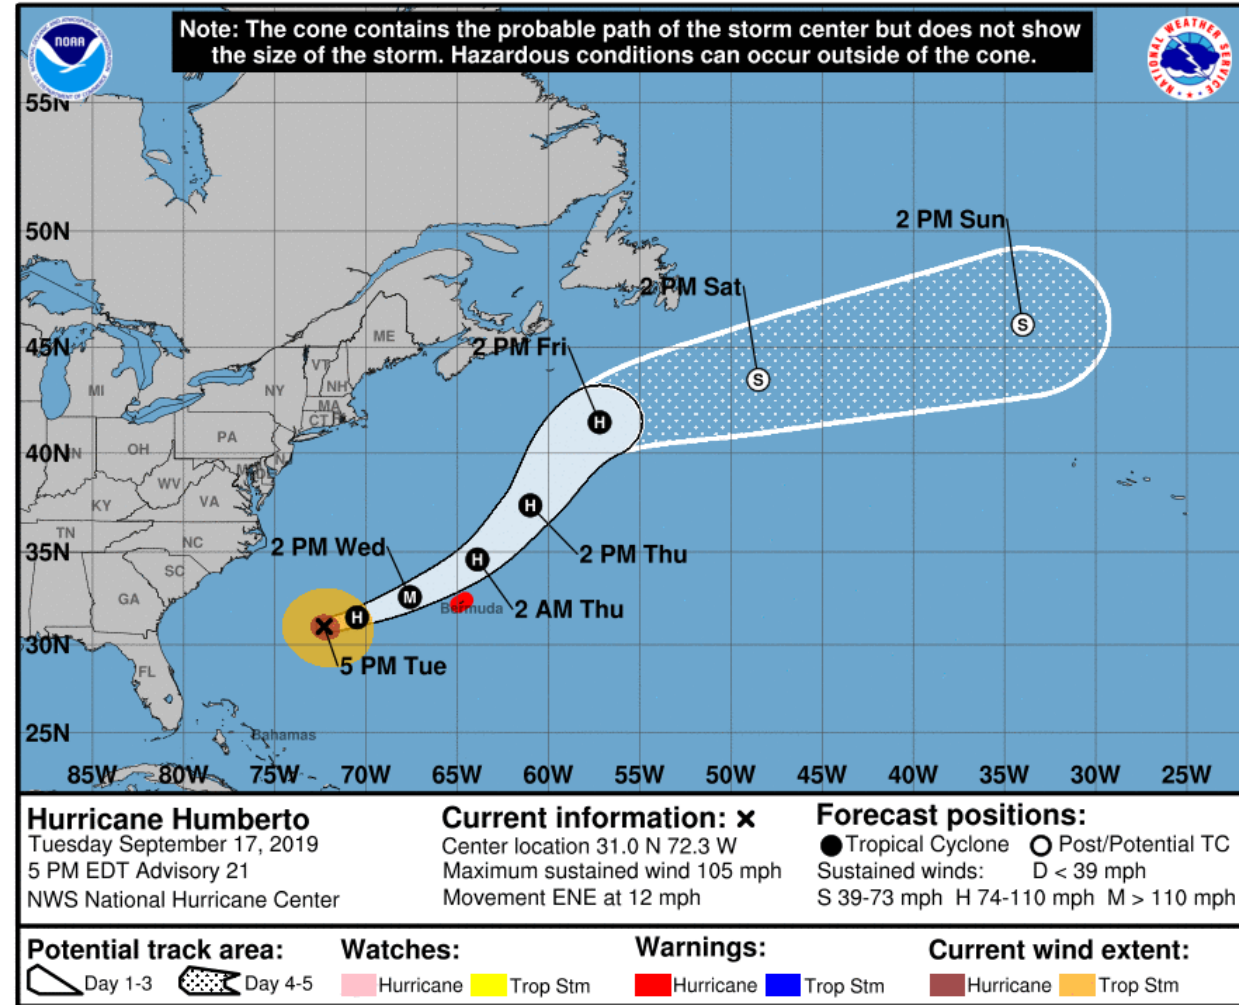 Note: The cone contains the probable path of the storm center but does not show
the size of the storm. Hazardous conditions can occur outside of the cone.
NOAA
NATIONAL WEATHER SERVICE
55N
50N
2 PM Sun
2 PM Sat
ME
2 PM Fri
45N
VT
NH
MI
NY
MA
CT
PA
OH
40N
WV
KY
VA
TN
NC
35N
2 PM Wed
2 PM Thu
SC
GA
2 AM Thu
Bermuda
30N
5 PM Tue
FL
25N
Bahamas
85W 80W 75W 70W 65W 60W 55W 50W 45W 40W 35W 30W 25W
S
S
H
H
H
M
H
Hurricane Humberto
Tuesday September 17, 2019
5 PM EDT Advisory 21
NWS National Hurricane Center
Current information:
Center location 31.0 N 72.3 W
Maximum sustained wind 105 mph
Movement ENE at 12 mph
Forecast positions:
Tropical Cyclone Post/Potential TC
Sustained winds: D < 39 mph
S 39-73 mph H 74-110 mph M > 110 mph
Potential track area:
Day 1-3 Day 4-5
Watches:
Hurricane Trop Stm
Warnings:
Hurricane Trop Stm
Current wind extent:
Hurricane Trop Stm